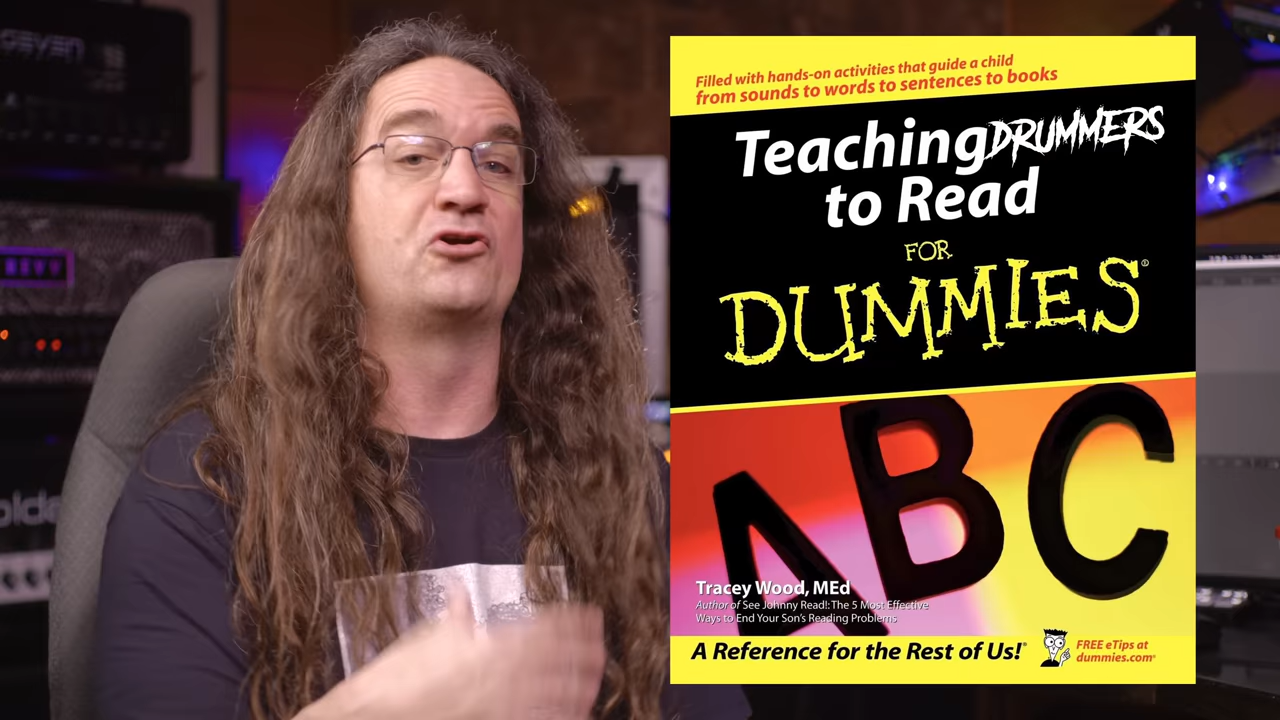 Filled with hands-on activities that guide a child
from sounds to words to sentences to books
Teaching DRUMMERS
to Read
FOR
DUMMIES®
ABC
Tracey Wood, MEd
Author of See Johnny Read!: The 5 Most Effective
Ways to End Your Son's Reading Problems
A Reference for the Rest of Us!®
FREE eTips at
dummies.com®
REVV